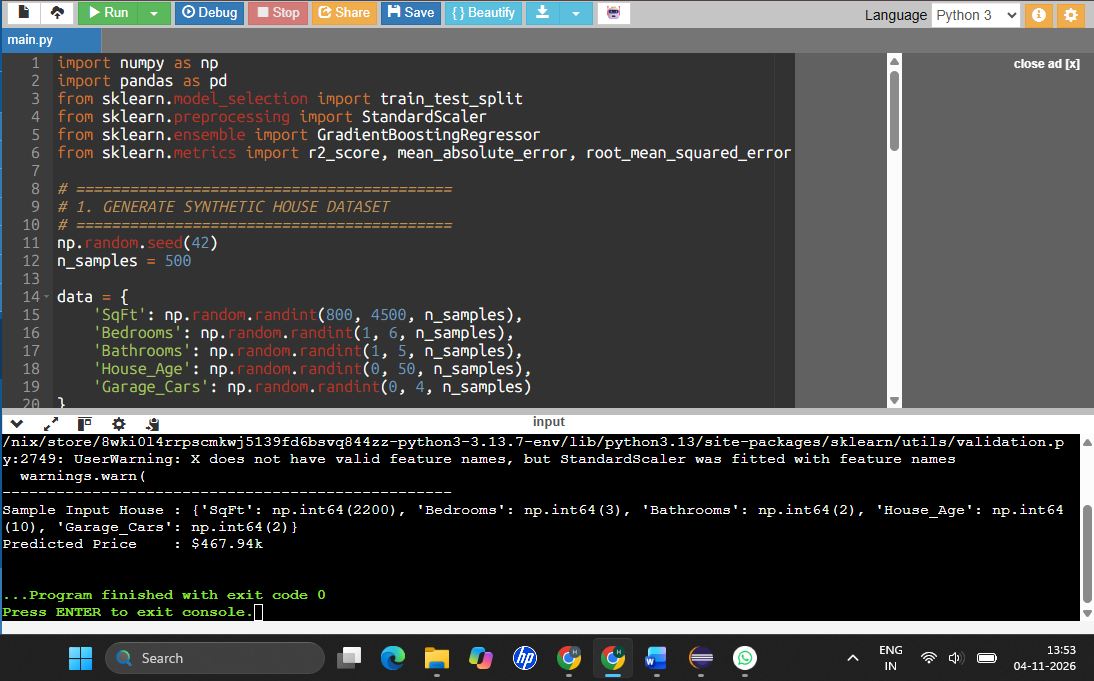 Run Debug Stop Share Save { } Beautify Language Python 3
main.py
close ad [x]
1 import numpy as np
2 import pandas as pd
3 from sklearn.model_selection import train_test_split
4 from sklearn.preprocessing import StandardScaler
5 from sklearn.ensemble import GradientBoostingRegressor
6 from sklearn.metrics import r2_score, mean_absolute_error, root_mean_squared_error
7
8 # ==========================================
9 # 1. GENERATE SYNTHETIC HOUSE DATASET
10 # ==========================================
11 np.random.seed(42)
12 n_samples = 500
13
14 data = {
15     'SqFt': np.random.randint(800, 4500, n_samples),
16     'Bedrooms': np.random.randint(1, 6, n_samples),
17     'Bathrooms': np.random.randint(1, 5, n_samples),
18     'House_Age': np.random.randint(0, 50, n_samples),
19     'Garage_Cars': np.random.randint(0, 4, n_samples)
20 }
input
/nix/store/8wki0l4rrpscmkwj5139fd6bsvq844zz-python3-3.13.7-env/lib/python3.13/site-packages/sklearn/utils/validation.p
y:2749: UserWarning: X does not have valid feature names, but StandardScaler was fitted with feature names
  warnings.warn(
--------------------------------------------------
Sample Input House : {'SqFt': np.int64(2200), 'Bedrooms': np.int64(3), 'Bathrooms': np.int64(2), 'House_Age': np.int64
(10), 'Garage_Cars': np.int64(2)}
Predicted Price    : $467.94k
...Program finished with exit code 0
Press ENTER to exit console.
Search
ENG
IN
13:53
04-11-2026